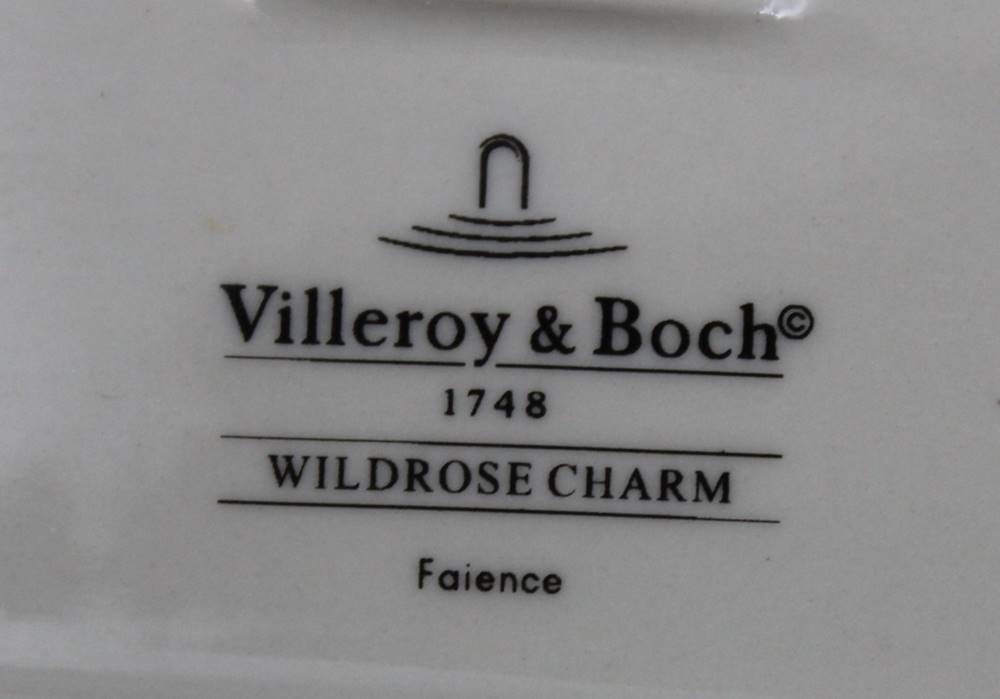 Villeroy & Boch©
1748
WILDROSE CHARM
Faience